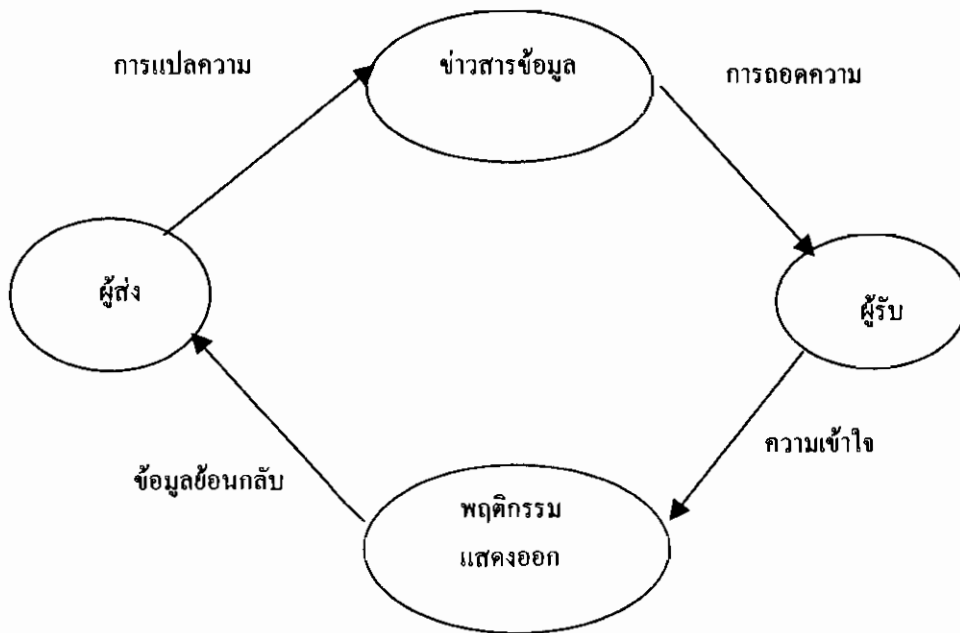 การแปลความ
ข่าวสารข้อมูล
การถอดความ
ผู้ส่ง
ผู้รับ
ความเข้าใจ
ข้อมูลย้อนกลับ
พฤติกรรม
แสดงออก